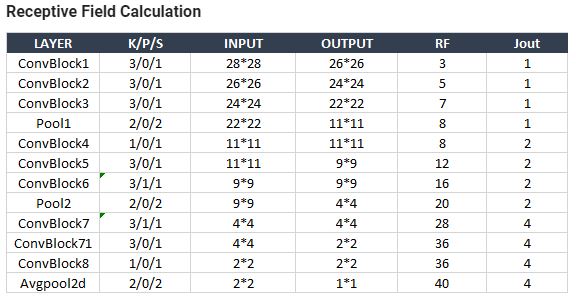 Receptive Field Calculation
LAYER K/P/S INPUT OUTPUT RF Jout
ConvBlock1 3/0/1 28*28 26*26 3 1
ConvBlock2 3/0/1 26*26 24*24 5 1
ConvBlock3 3/0/1 24*24 22*22 7 1
Pool1 2/0/2 22*22 11*11 8 1
ConvBlock4 1/0/1 11*11 11*11 8 2
ConvBlock5 3/0/1 11*11 9*9 12 2
ConvBlock6 3/1/1 9*9 9*9 16 2
Pool2 2/0/2 9*9 4*4 20 2
ConvBlock7 3/1/1 4*4 4*4 28 4
ConvBlock71 3/0/1 4*4 2*2 36 4
ConvBlock8 1/0/1 2*2 2*2 36 4
Avgpool2d 2/0/2 2*2 1*1 40 4